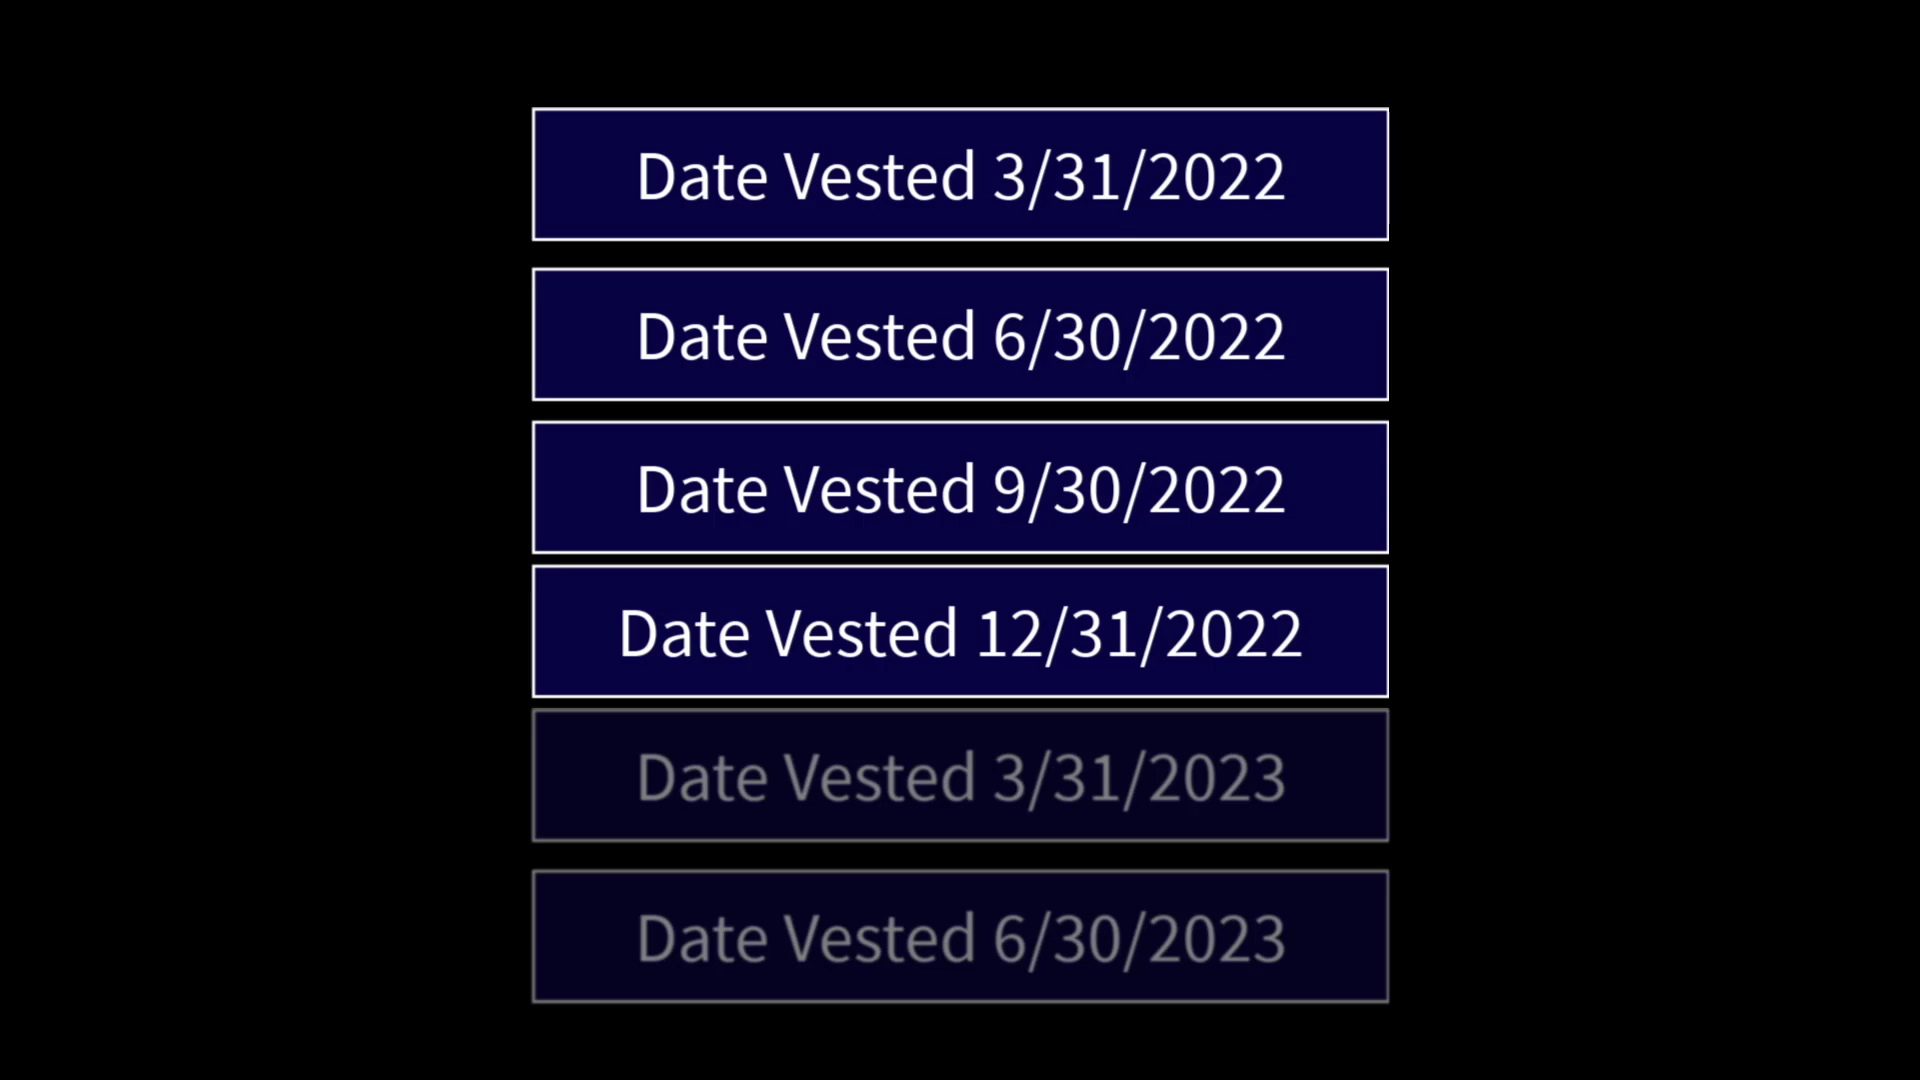 Date Vested 3/31/2022
Date Vested 6/30/2022
Date Vested 9/30/2022
Date Vested 12/31/2022
Date Vested 3/31/2023
Date Vested 6/30/2023